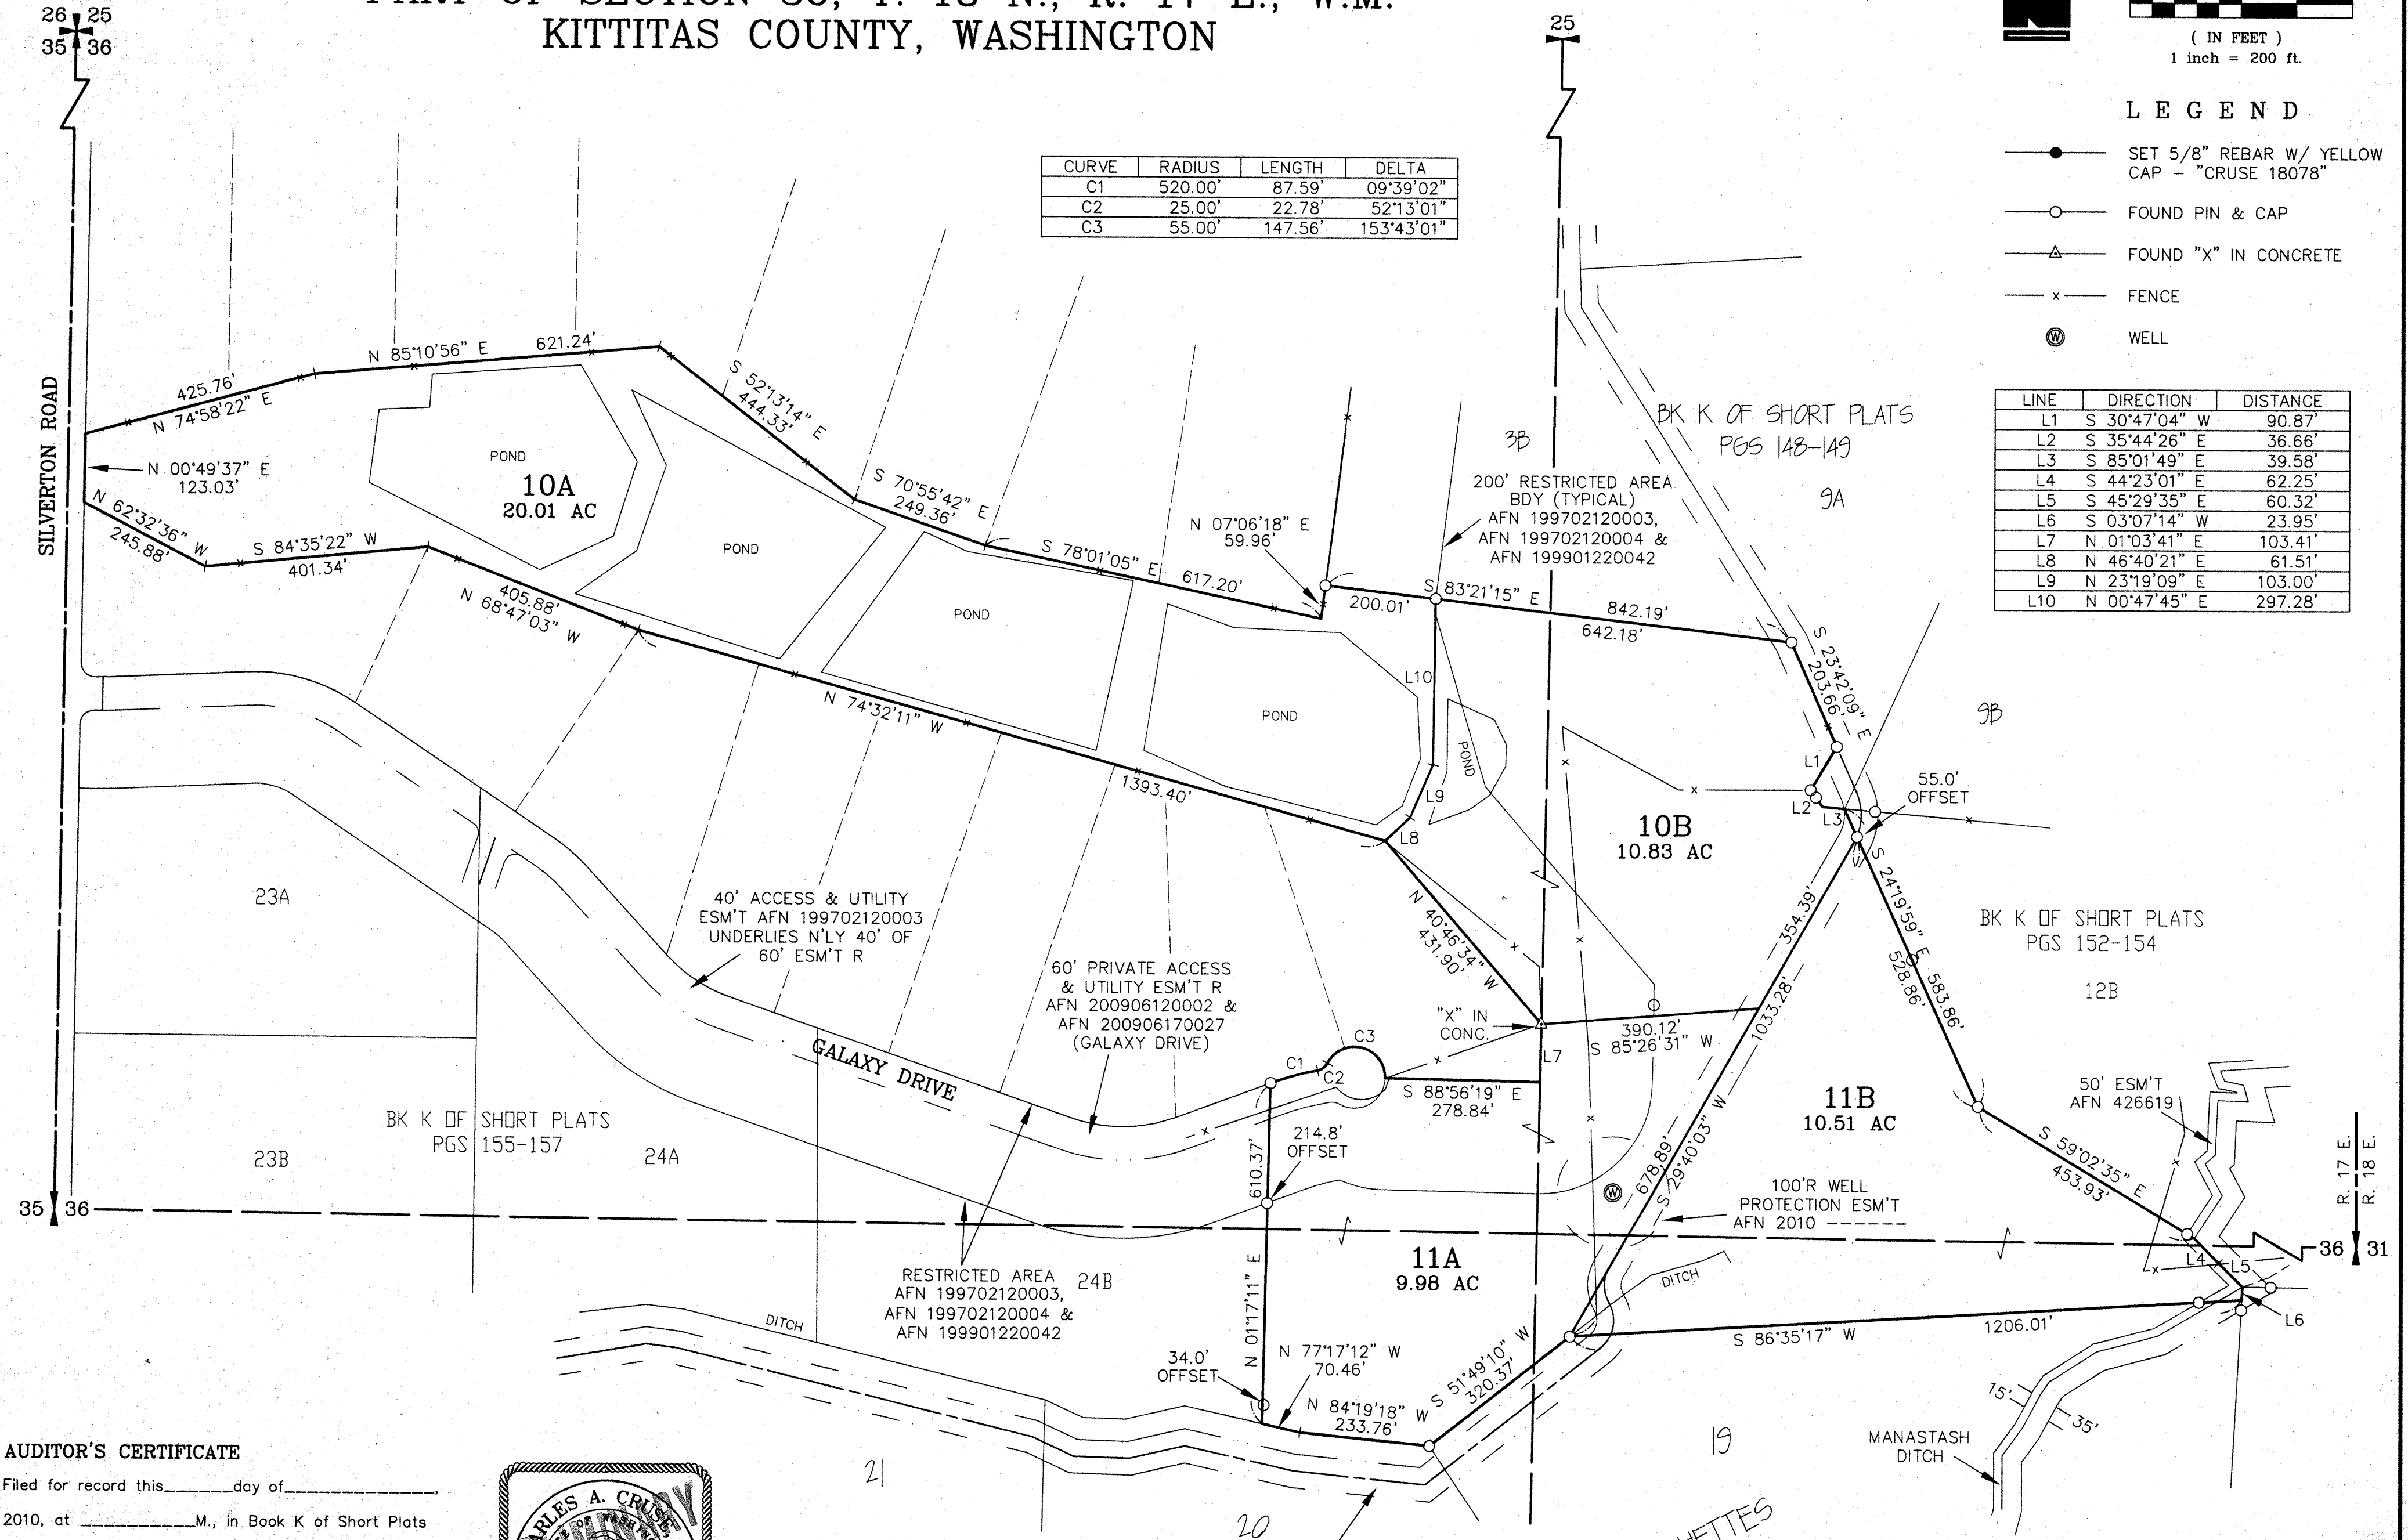 KITTITAS COUNTY, WASHINGTON
26 25
35 36
25
( IN FEET )
1 inch = 200 ft.
LEGEND
SET 5/8" REBAR W/ YELLOW
CAP - "CRUSE 18078"
FOUND PIN & CAP
FOUND "X" IN CONCRETE
x FENCE
W WELL
CURVE RADIUS LENGTH DELTA
C1 520.00' 87.59' 09°39'02"
C2 25.00' 22.78' 52°13'01"
C3 55.00' 147.56' 153°43'01"
LINE DIRECTION DISTANCE
L1 S 30°47'04" W 90.87'
L2 S 35°44'26" E 36.66'
L3 S 85°01'49" E 39.58'
L4 S 44°23'01" E 62.25'
L5 S 45°29'35" E 60.32'
L6 S 03°07'14" W 23.95'
L7 N 01°03'41" E 103.41'
L8 N 46°40'21" E 61.51'
L9 N 23°19'09" E 103.00'
L10 N 00°47'45" E 297.28'
SILVERTON ROAD
425.76'
N 74°58'22" E
N 85°10'56" E 621.24'
S 52°13'14" E
444.33'
S 70°55'42" E
249.36'
S 78°01'05" E 617.20'
N 07°06'18" E
59.96'
200.01'
S 83°21'15" E
842.19'
642.18'
S 23°42'09" E
203.66'
N 00°49'37" E
123.03'
N 62°32'36" W
245.88'
S 84°35'22" W
401.34'
405.88'
N 68°47'03" W
N 74°32'11" W
1393.40'
POND
10A
20.01 AC
POND
POND
POND
POND
3B
200' RESTRICTED AREA
BDY (TYPICAL)
AFN 199702120003,
AFN 199702120004 &
AFN 199901220042
BK K OF SHORT PLATS
PGS 148-149
9A
9B
L10
L9
L8
L1
L2
L3
55.0'
OFFSET
10B
10.83 AC
N 40°46'34" W
431.90'
354.39'
1033.28'
S 24°19'59" E 583.86'
528.86'
BK K OF SHORT PLATS
PGS 152-154
12B
"X" IN
CONC.
390.12'
S 85°26'31" W
L7
S 88°56'19" E
278.84'
C1
C2
C3
23A
40' ACCESS & UTILITY
ESM'T AFN 199702120003
UNDERLIES N'LY 40' OF
60' ESM'T R
60' PRIVATE ACCESS
& UTILITY ESM'T R
AFN 200906120002 &
AFN 200906170027
(GALAXY DRIVE)
GALAXY DRIVE
BK K OF SHORT PLATS
PGS 155-157
23B
24A
214.8'
OFFSET
610.37'
N 01°17'11" E
678.89'
S 29°40'03" W
11B
10.51 AC
50' ESM'T
AFN 426619
S 59°02'35" E
453.93'
R. 17 E.
R. 18 E.
100'R WELL
PROTECTION ESM'T
AFN 2010 ------
W
35 36
36 31
L4
L5
L6
11A
9.98 AC
RESTRICTED AREA
AFN 199702120003,
AFN 199702120004 &
AFN 199901220042
24B
DITCH
DITCH
S 86°35'17" W 1206.01'
34.0'
OFFSET
N 77°17'12" W
70.46'
N 84°19'18" W
233.76'
S 51°49'10" W
320.37'
15'
35'
MANASTASH
DITCH
19
20
21
AUDITOR'S CERTIFICATE
Filed for record this_______day of_______________,
2010, at ___________M., in Book K of Short Plats
CHARLES A. CRUSE